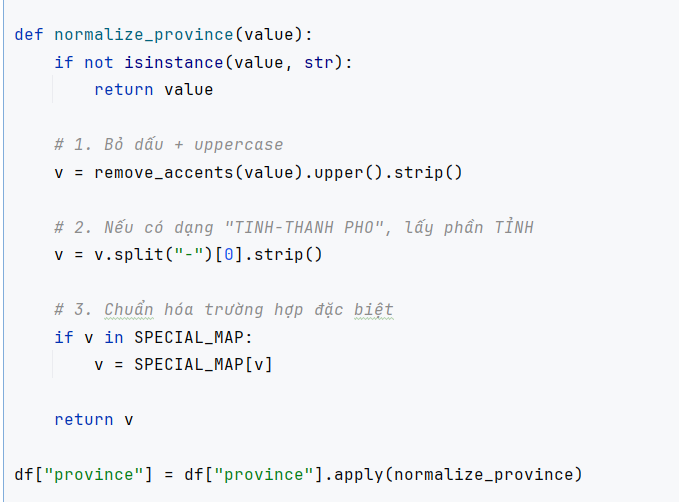 def normalize_province(value):
    if not isinstance(value, str):
        return value
    # 1. Bỏ dấu + uppercase
    v = remove_accents(value).upper().strip()
    # 2. Nếu có dạng "TINH-THANH PHO", lấy phần TỈNH
    v = v.split("-")[0].strip()
    # 3. Chuẩn hóa trường hợp đặc biệt
    if v in SPECIAL_MAP:
        v = SPECIAL_MAP[v]
    return v
df["province"] = df["province"].apply(normalize_province)